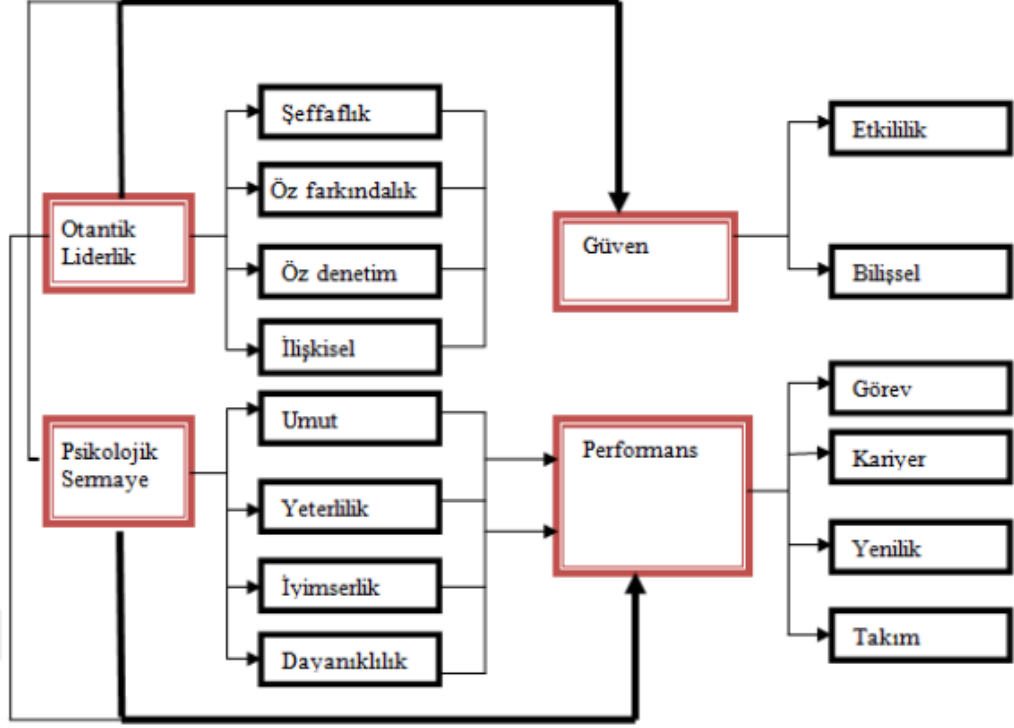 Otantik
Liderlik
Şeffaflık
Öz farkındalık
Öz denetim
İlişkisel
Güven
Etkililik
Bilişsel
Psikolojik
Sermaye
Umut
Yeterlilik
İyimserlik
Dayanıklılık
Performans
Görev
Kariyer
Yenilik
Takım